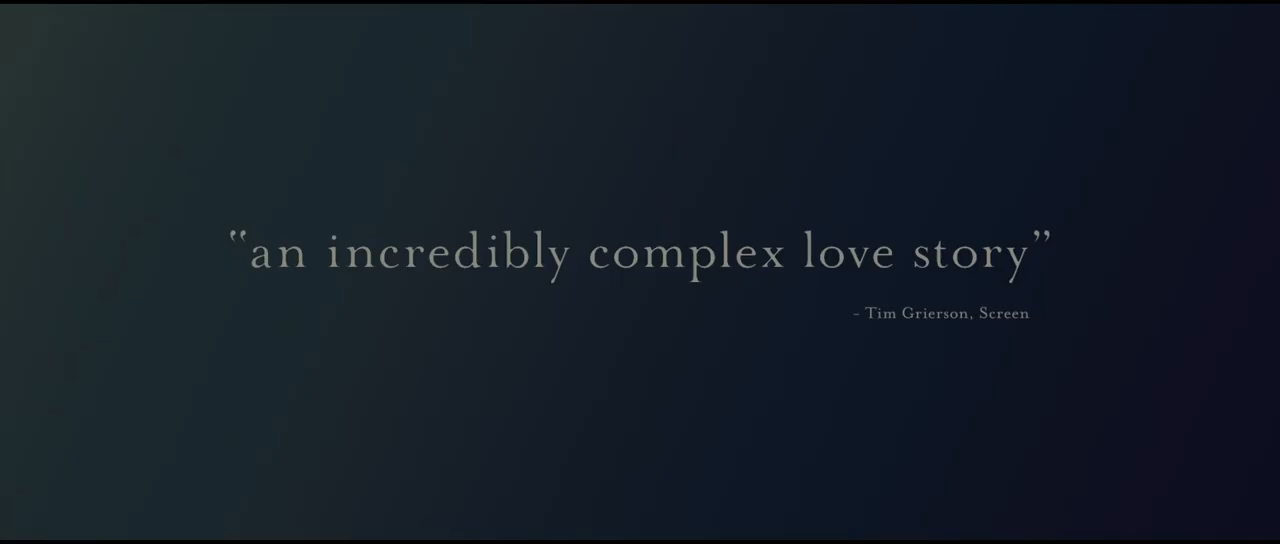 “an incredibly complex love story”
- Tim Grierson, Screen